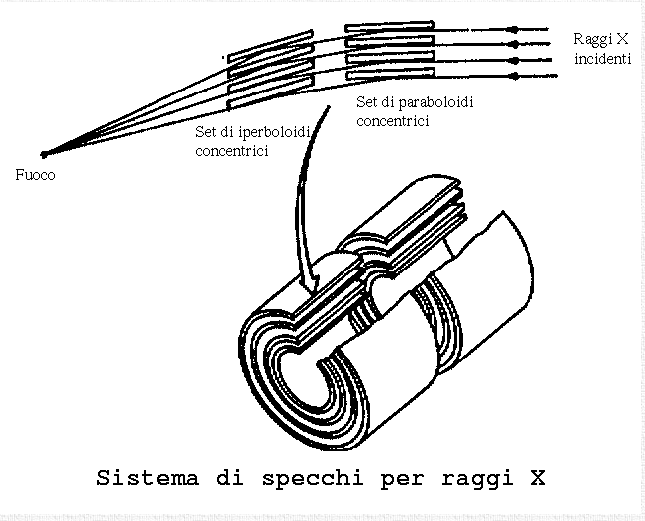 Raggi X
incidenti
Set di paraboloidi
concentrici
Set di iperboloidi
concentrici
Fuoco
Sistema di specchi per raggi X